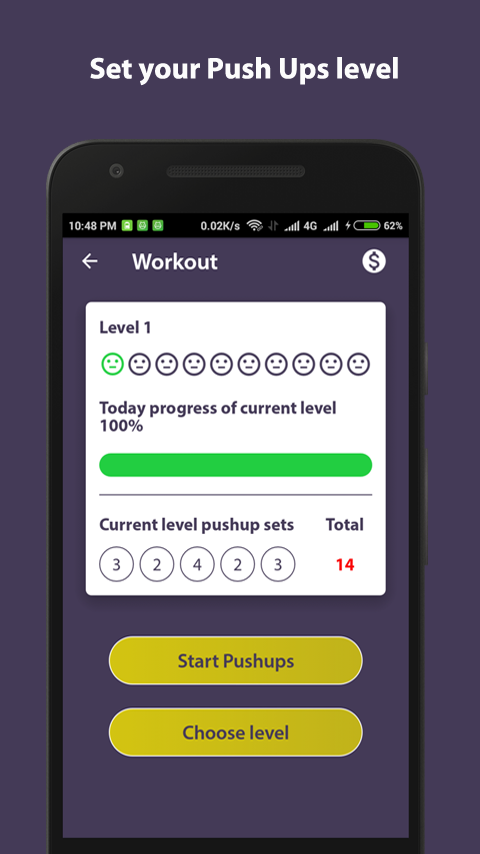 Set your Push Ups level
10:48 PM 0.02K/s 4G 62%
Workout
Level 1
Today progress of current level
100%
Current level pushup sets Total
3 2 4 2 3 14
Start Pushups
Choose level